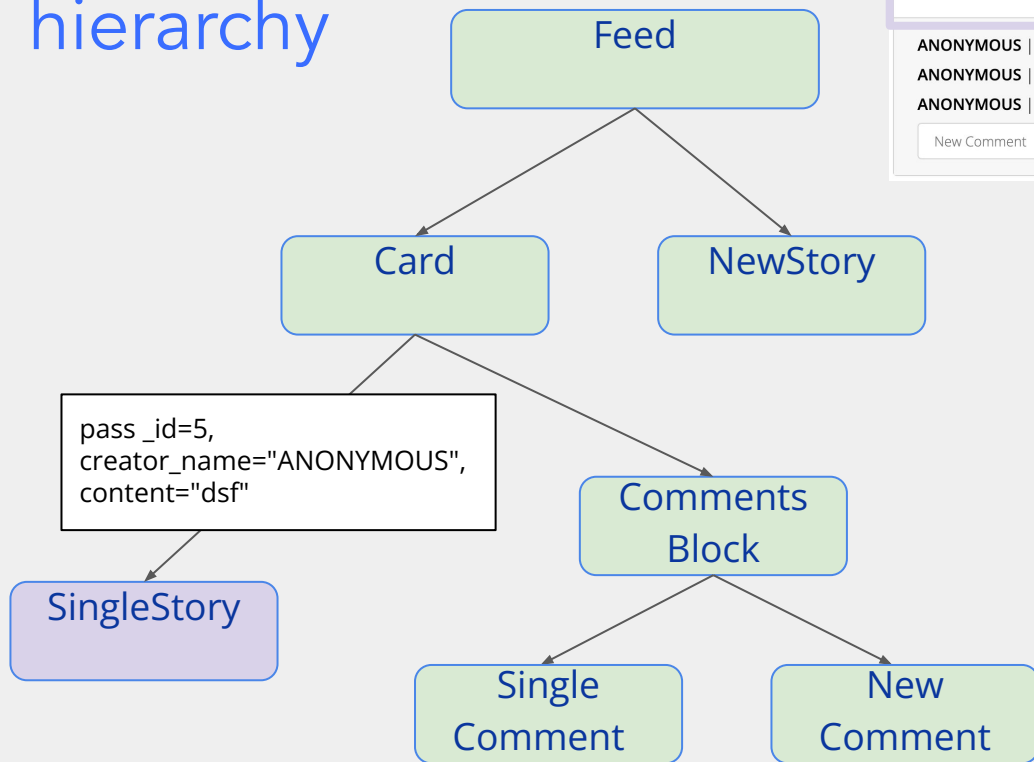 hierarchy
Feed
ANONYMOUS |
ANONYMOUS |
ANONYMOUS |
New Comment
Card
NewStory
pass _id=5,
creator_name="ANONYMOUS",
content="dsf"
Comments
Block
SingleStory
Single
Comment
New
Comment